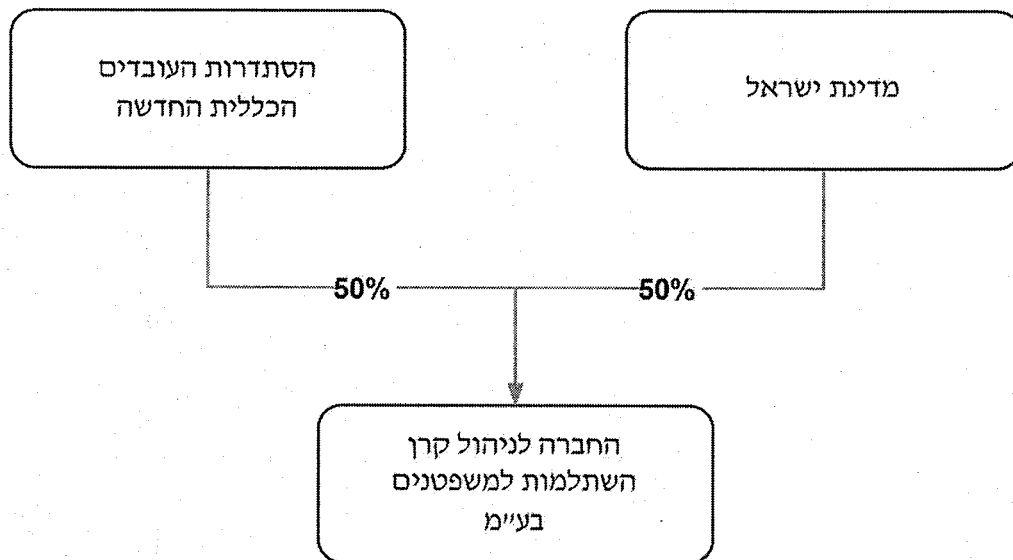 מדינת ישראל
הסתדרות העובדים
הכללית החדשה
50%
50%
החברה לניהול קרן
השתלמות למשפטנים
בע״מ